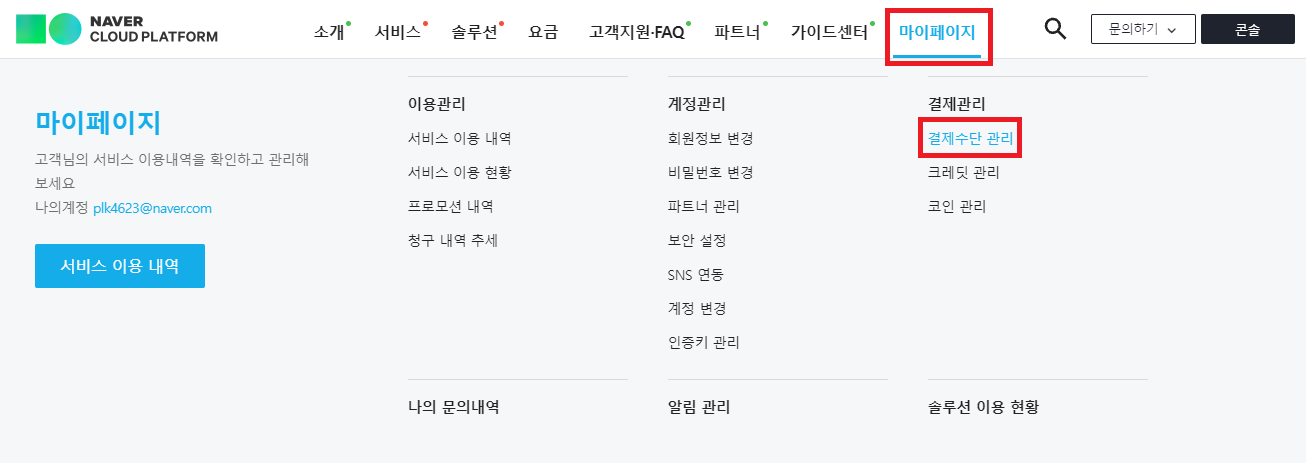 NAVER
CLOUD PLATFORM
소개 서비스 솔루션 요금 고객지원·FAQ 파트너 가이드센터 마이페이지 문의하기 콘솔
마이페이지
고객님의 서비스 이용내역을 확인하고 관리해
보세요
나의계정 plk4623@naver.com
서비스 이용 내역
이용관리
서비스 이용 내역
서비스 이용 현황
프로모션 내역
청구 내역 추세
계정관리
회원정보 변경
비밀번호 변경
파트너 관리
보안 설정
SNS 연동
계정 변경
인증키 관리
결제관리
결제수단 관리
크레딧 관리
코인 관리
나의 문의내역
알림 관리
솔루션 이용 현황